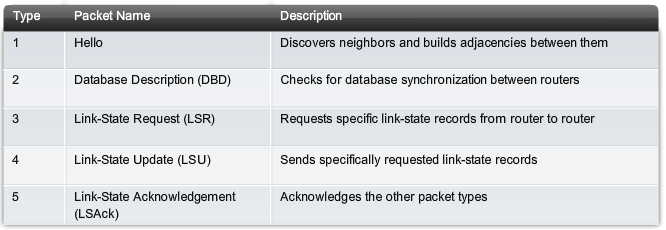 Type Packet Name Description
1 Hello Discovers neighbors and builds adjacencies between them
2 Database Description (DBD) Checks for database synchronization between routers
3 Link-State Request (LSR) Requests specific link-state records from router to router
4 Link-State Update (LSU) Sends specifically requested link-state records
5 Link-State Acknowledgement Acknowledges the other packet types
(LSAck)